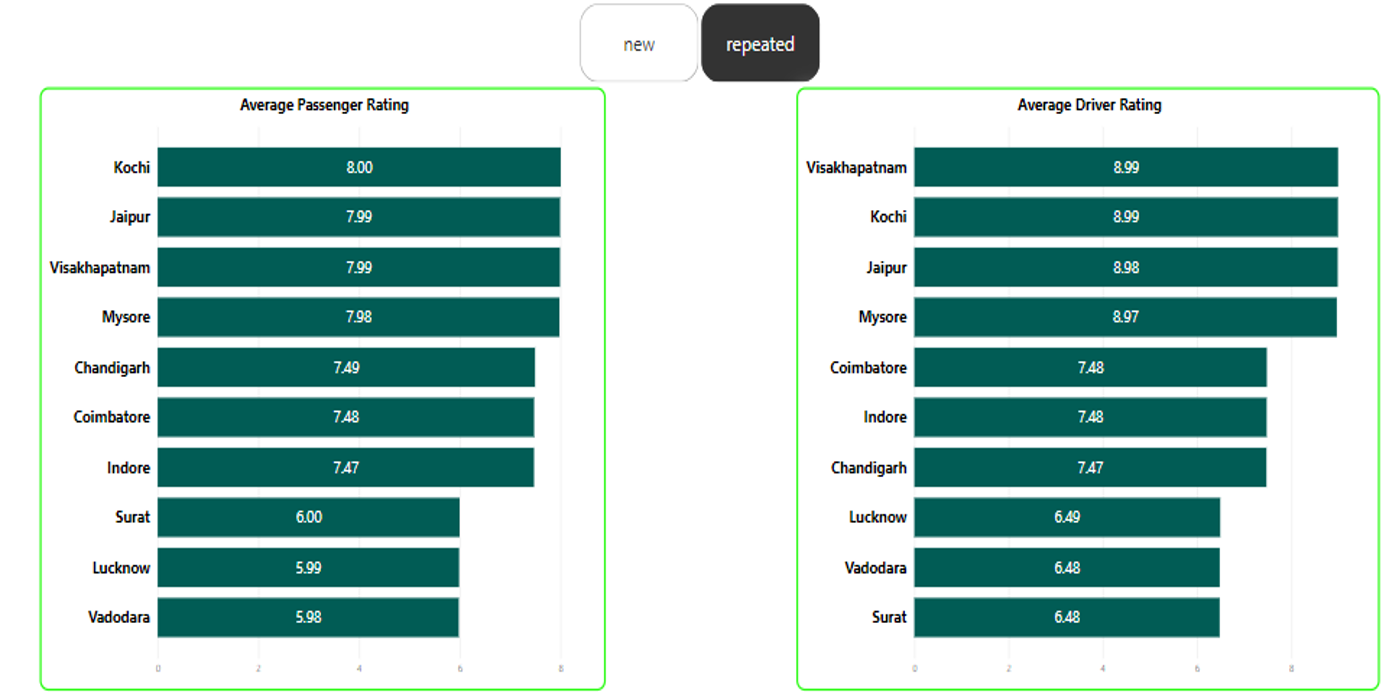 new
repeated
Average Passenger Rating
Kochi 8.00
Jaipur 7.99
Visakhapatnam 7.99
Mysore 7.98
Chandigarh 7.49
Coimbatore 7.48
Indore 7.47
Surat 6.00
Lucknow 5.99
Vadodara 5.98
0 2 4 6 8
Average Driver Rating
Visakhapatnam 8.99
Kochi 8.99
Jaipur 8.98
Mysore 8.97
Coimbatore 7.48
Indore 7.48
Chandigarh 7.47
Lucknow 6.49
Vadodara 6.48
Surat 6.48
0 2 4 6 8